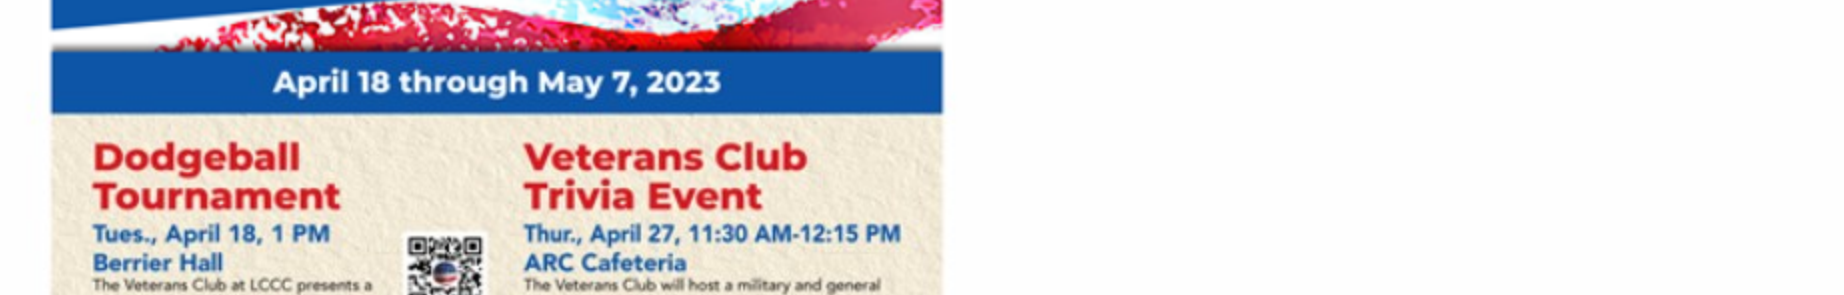 April 18 through May 7, 2023
Dodgeball
Tournament
Tues., April 18, 1 PM
Berrier Hall
The Veterans Club at LCCC presents a
Veterans Club
Trivia Event
Thur., April 27, 11:30 AM-12:15 PM
ARC Cafeteria
The Veterans Club will host a military and general